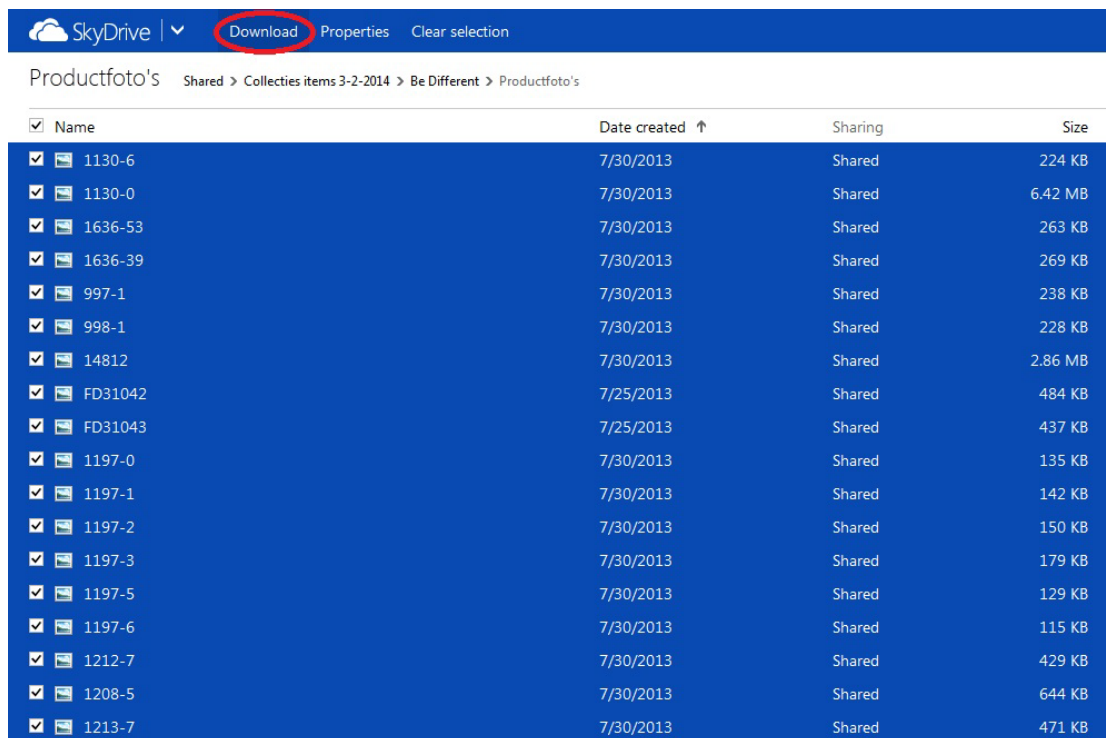 SkyDrive Download Properties Clear selection
Productfoto's Shared > Collecties items 3-2-2014 > Be Different > Productfoto's
Name Date created ↑ Sharing Size
1130-6 7/30/2013 Shared 224 KB
1130-0 7/30/2013 Shared 6.42 MB
1636-53 7/30/2013 Shared 263 KB
1636-39 7/30/2013 Shared 269 KB
997-1 7/30/2013 Shared 238 KB
998-1 7/30/2013 Shared 228 KB
14812 7/30/2013 Shared 2.86 MB
FD31042 7/25/2013 Shared 484 KB
FD31043 7/25/2013 Shared 437 KB
1197-0 7/30/2013 Shared 135 KB
1197-1 7/30/2013 Shared 142 KB
1197-2 7/30/2013 Shared 150 KB
1197-3 7/30/2013 Shared 179 KB
1197-5 7/30/2013 Shared 129 KB
1197-6 7/30/2013 Shared 115 KB
1212-7 7/30/2013 Shared 429 KB
1208-5 7/30/2013 Shared 644 KB
1213-7 7/30/2013 Shared 471 KB